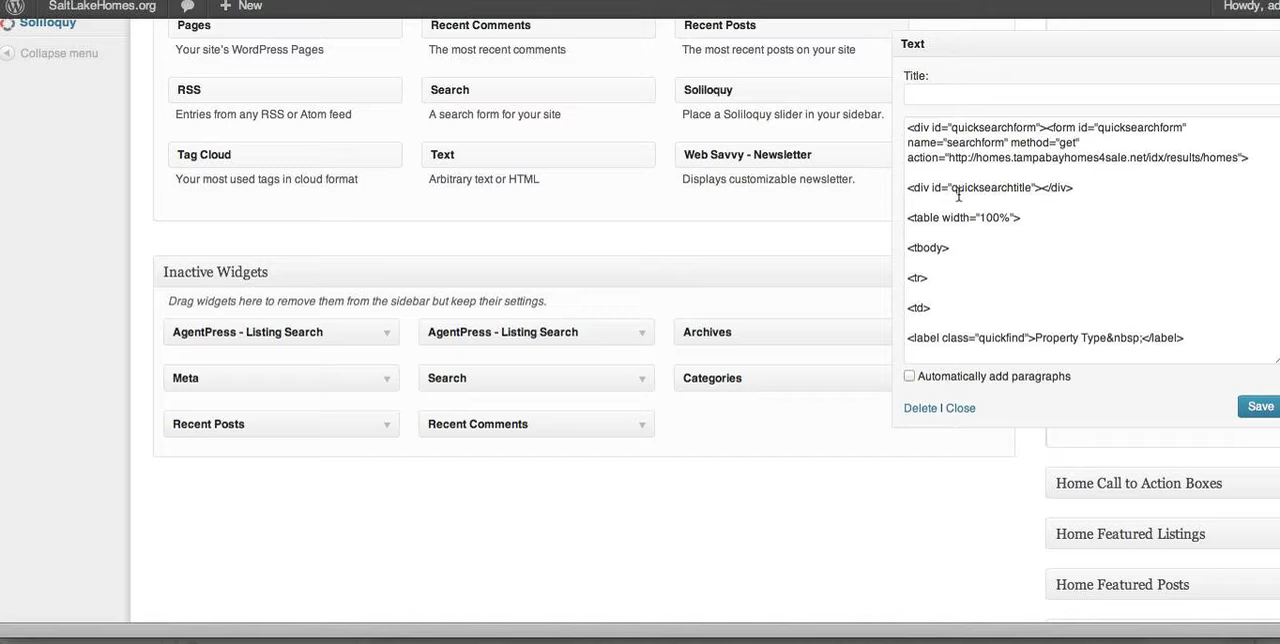 SaltLakeHomes.org
New
Howdy, ad
Soliloquy
Collapse menu
Pages
Recent Comments
Recent Posts
Your site's WordPress Pages
The most recent comments
The most recent posts on your site
RSS
Search
Soliloquy
Entries from any RSS or Atom feed
A search form for your site
Place a Soliloquy slider in your sidebar.
Tag Cloud
Text
Web Savvy - Newsletter
Your most used tags in cloud format
Arbitrary text or HTML
Displays customizable newsletter.
Inactive Widgets
Drag widgets here to remove them from the sidebar but keep their settings.
AgentPress - Listing Search
AgentPress - Listing Search
Archives
Meta
Search
Categories
Recent Posts
Recent Comments
Text
Title:
<div id="quicksearchform"><form id="quicksearchform"
name="searchform" method="get"
action="http://homes.tampabayhomes4sale.net/idx/results/homes">
<div id="quicksearchtitle"></div>
<table width="100%">
<tbody>
<tr>
<td>
<label class="quickfind">Property Type&nbsp;</label>
Automatically add paragraphs
Delete | Close
Save
Home Call to Action Boxes
Home Featured Listings
Home Featured Posts